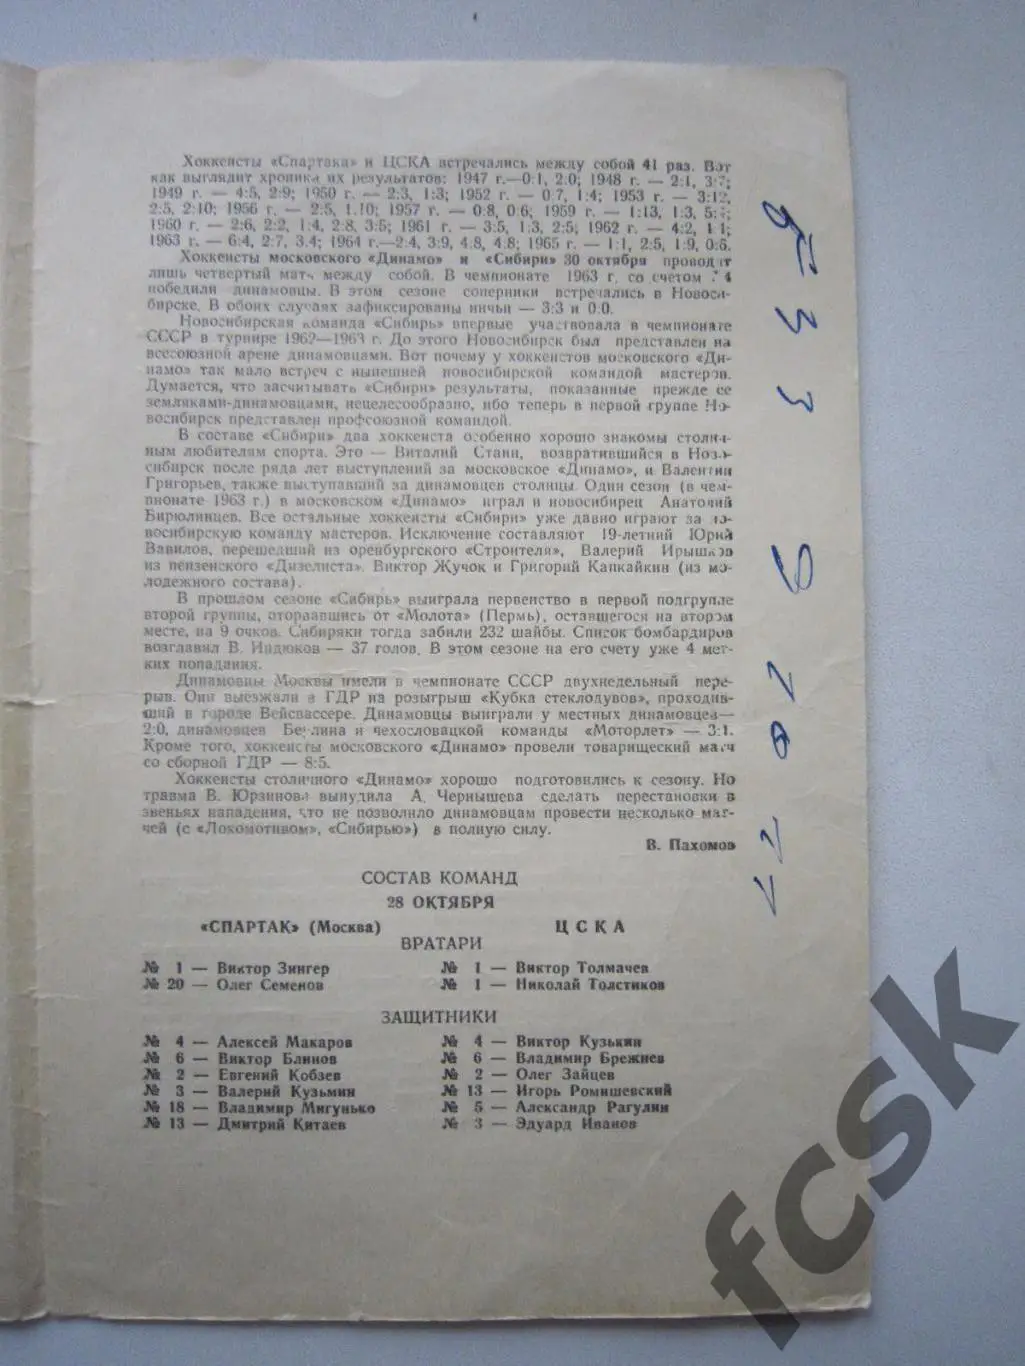 Хоккеисты «Спартака» и ЦСКА встречались между собой 41 раз. Вот
как выглядит хроника их результатов: 1947 г.—0:1, 2:0; 1948 — 2:1,
1949 г. — 4:5, 2:9; 1950 г. — 2:3, 1:3; 1952 г. — 0:7, 1:4; 1953 — 3:12,
2:5, 2:10; 1956 г. — 2:5, 1:10; 1957 г. — 0:8, 0:6; 1959 г. — 1:13, 1:3,
1960 г. — 2:6, 2:2, 1:4, 2:8, 3:5; 1961 г. — 3:5, 1:3, 2:5; 1962 г. — 4:2, 1:1;
1963 г. — 6:4, 2:7, 3:4; 1964 г.—2:4, 3:9, 4:8, 4:8; 1965 г. — 1:1, 2:5, 1:9, 0:6.
Хоккеисты московского «Динамо» и «Сибири» 30 октября проводят
лишь четвертый матч между собой. В чемпионате 1963 г. со счетом
победили динамовцы. В этом сезоне соперники встречались в Новоси-
бирске. В обоих случаях зафиксированы ничьи — 3:3 и 0:0.
Новосибирская команда «Сибирь» впервые участвовала в чемпионате
СССР в турнире 1962—1963 г. До этого Новосибирск был представлен на
всесоюзной арене динамовцами. Вот почему у хоккеистов московского «Ди-
намо» так мало встреч с нынешней новосибирской командой мастеров.
Думается, что засчитывать «Сибири» результаты, показанные прежде ее
земляками-динамовцами, нецелесообразно, ибо теперь в первой группе Но-
восибирск представлен профсоюзной командой.
В составе «Сибири» два хоккеиста особенно хорошо знакомы столич-
ным любителям спорта. Это — Виталий Стаин, возвратившийся в Ново-
сибирск после ряда лет выступлений за московское «Динамо», и Валентин
Григорьев, также выступавший за динамовцев столицы. Один сезон (в чем-
пионате 1963 г.) в московском «Динамо» играл и новосибирец Анатолий
Бирюлинцев. Все остальные хоккеисты «Сибири» уже давно играют за но-
восибирскую команду мастеров. Исключение составляют 19-летний Юрий
Вавилов, перешедший из оренбургского «Строителя», Валерий Ирышков
из пензенского «Дизелиста», Виктор Жучок и Григорий Капкайкин (из мо-
лодежного состава).
В прошлом сезоне «Сибирь» выиграла первенство в первой подгруппе
второй группы, оторвавшись от «Молота» (Пермь), оставшегося на втором
месте, на 9 очков. Сибиряки тогда забили 232 шайбы. Список бомбардиров
возглавил В. Индюков — 37 голов. В этом сезоне на его счету уже 4 мет-
ких попадания.
Динамовцы Москвы имели в чемпионате СССР двухнедельный пере-
рыв. Они выезжали в ГДР на розыгрыш «Кубка стеклодувов», проходив-
ший в городе Вейсвассере. Динамовцы выиграли у местных динамовцев—
2:0, динамовцев Берлина и чехословацкой команды «Моторлет» — 3:1.
Кроме того, хоккеисты московского «Динамо» провели товарищеский матч
со сборной ГДР — 8:5.
Хоккеисты столичного «Динамо» хорошо подготовились к сезону. Но
травма В. Юрзинова вынудила А. Чернышева сделать перестановки в
звеньях нападения, что не позволило динамовцам провести несколько мат-
чей (с «Локомотивом», «Сибирью») в полную силу.
В. Пахомов
СОСТАВ КОМАНД
28 ОКТЯБРЯ
«СПАРТАК» (Москва) ЦСКА
ВРАТАРИ
№ 1 — Виктор Зингер № 1 — Виктор Толмачев
№ 20 — Олег Семенов № 1 — Николай Толстиков
ЗАЩИТНИКИ
№ 4 — Алексей Макаров № 4 — Виктор Кузькин
№ 6 — Виктор Блинов № 6 — Владимир Брежнев
№ 2 — Евгений Кобзев № 2 — Олег Зайцев
№ 3 — Валерий Кузьмин № 13 — Игорь Ромишевский
№ 18 — Владимир Мигунько № 5 — Александр Рагулин
№ 13 — Дмитрий Китаев № 3 — Эдуард Иванов
fcsk